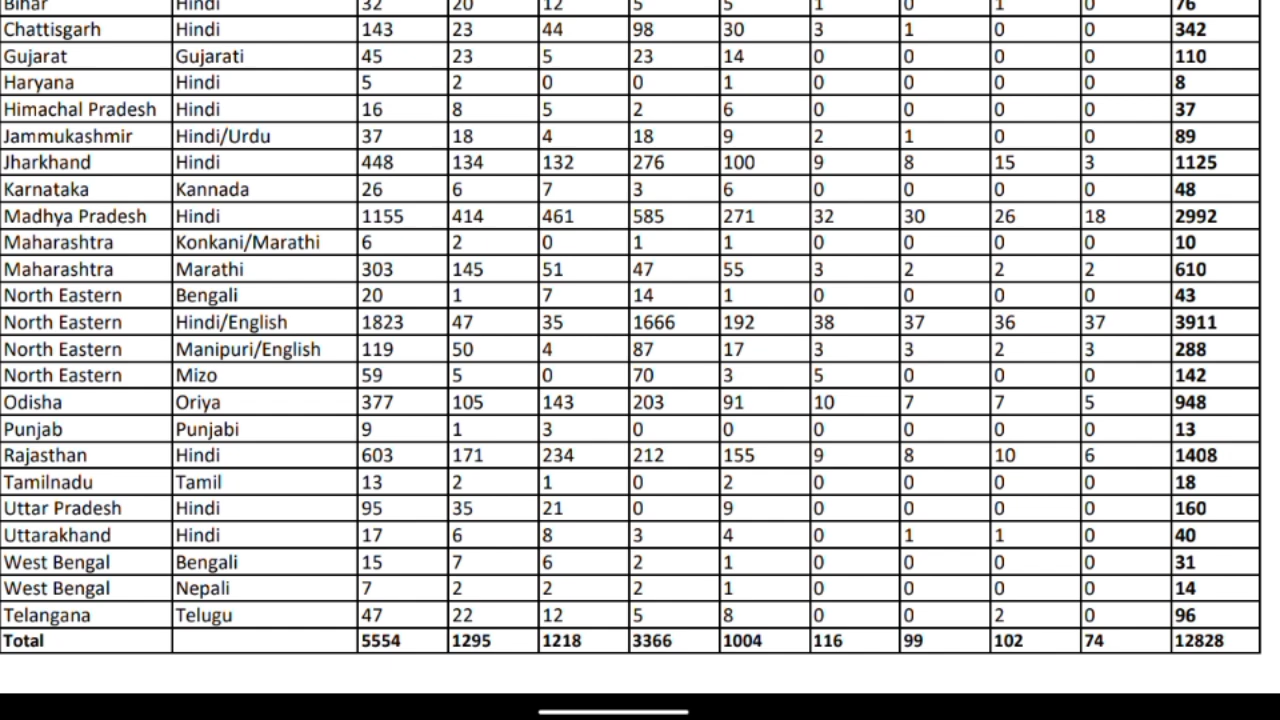 Bihar Hindi 32 20 12 5 5 1 0 1 0 76
Chattisgarh Hindi 143 23 44 98 30 3 1 0 0 342
Gujarat Gujarati 45 23 5 23 14 0 0 0 0 110
Haryana Hindi 5 2 0 0 1 0 0 0 0 8
Himachal Pradesh Hindi 16 8 5 2 6 0 0 0 0 37
Jammukashmir Hindi/Urdu 37 18 4 18 9 2 1 0 0 89
Jharkhand Hindi 448 134 132 276 100 9 8 15 3 1125
Karnataka Kannada 26 6 7 3 6 0 0 0 0 48
Madhya Pradesh Hindi 1155 414 461 585 271 32 30 26 18 2992
Maharashtra Konkani/Marathi 6 2 0 1 1 0 0 0 0 10
Maharashtra Marathi 303 145 51 47 55 3 2 2 2 610
North Eastern Bengali 20 1 7 14 1 0 0 0 0 43
North Eastern Hindi/English 1823 47 35 1666 192 38 37 36 37 3911
North Eastern Manipuri/English 119 50 4 87 17 3 3 2 3 288
North Eastern Mizo 59 5 0 70 3 5 0 0 0 142
Odisha Oriya 377 105 143 203 91 10 7 7 5 948
Punjab Punjabi 9 1 3 0 0 0 0 0 0 13
Rajasthan Hindi 603 171 234 212 155 9 8 10 6 1408
Tamilnadu Tamil 13 2 1 0 2 0 0 0 0 18
Uttar Pradesh Hindi 95 35 21 0 9 0 0 0 0 160
Uttarakhand Hindi 17 6 8 3 4 0 1 1 0 40
West Bengal Bengali 15 7 6 2 1 0 0 0 0 31
West Bengal Nepali 7 2 2 2 1 0 0 0 0 14
Telangana Telugu 47 22 12 5 8 0 0 2 0 96
Total 5554 1295 1218 3366 1004 116 99 102 74 12828